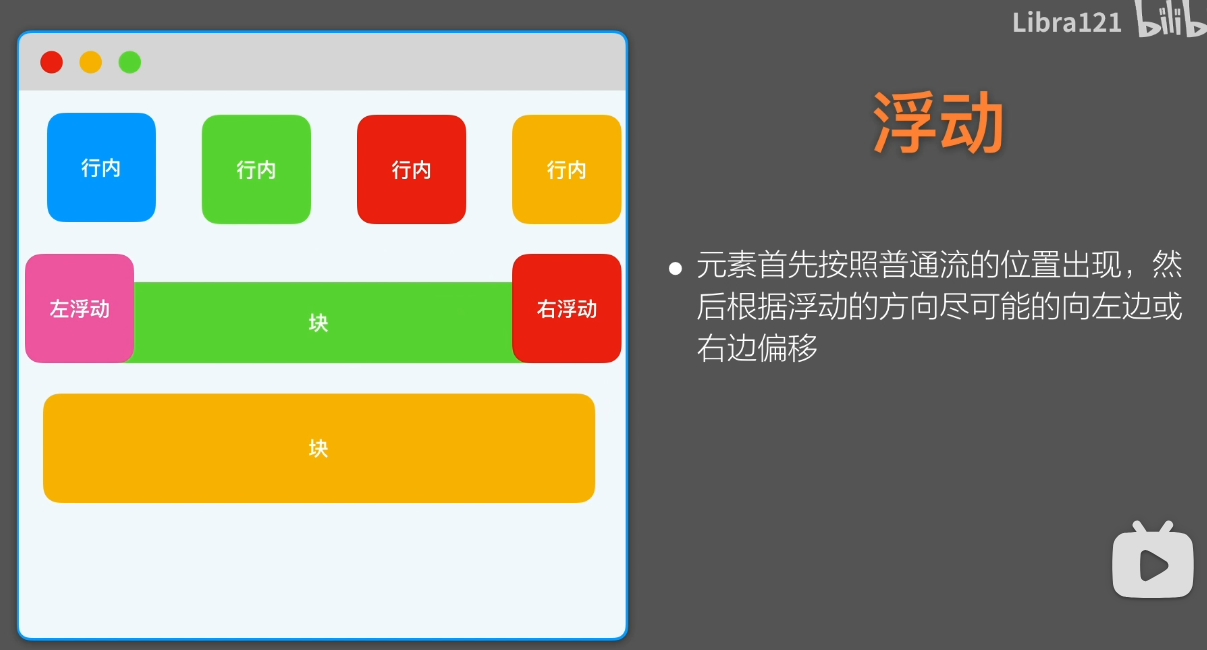 Libra121 bilib
浮动
行内 行内 行内 行内
左浮动 块 右浮动
块
● 元素首先按照普通流的位置出现，然
后根据浮动的方向尽可能的向左边或
右边偏移